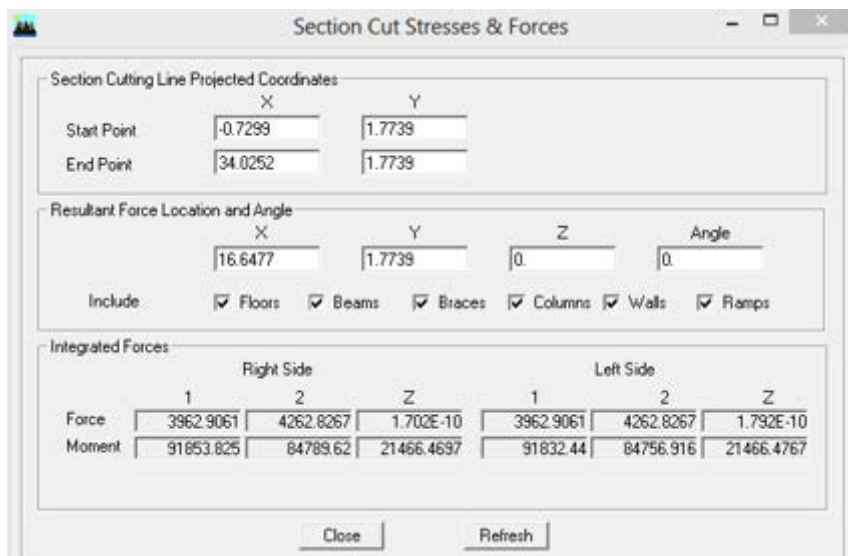 Section Cut Stresses & Forces
Section Cutting Line Projected Coordinates
X Y
Start Point -0.7299 1.7739
End Point 34.0252 1.7739
Resultant Force Location and Angle
X Y Z Angle
16.6477 1.7739 0. 0.
Include Floors Beams Braces Columns Walls Ramps
Integrated Forces
Right Side Left Side
1 2 Z 1 2 Z
Force 3962.9061 4262.8267 1.702E-10 3962.9061 4262.8267 1.792E-10
Moment 91853.825 84789.62 21466.4697 91832.44 84756.916 21466.4767
Close Refresh